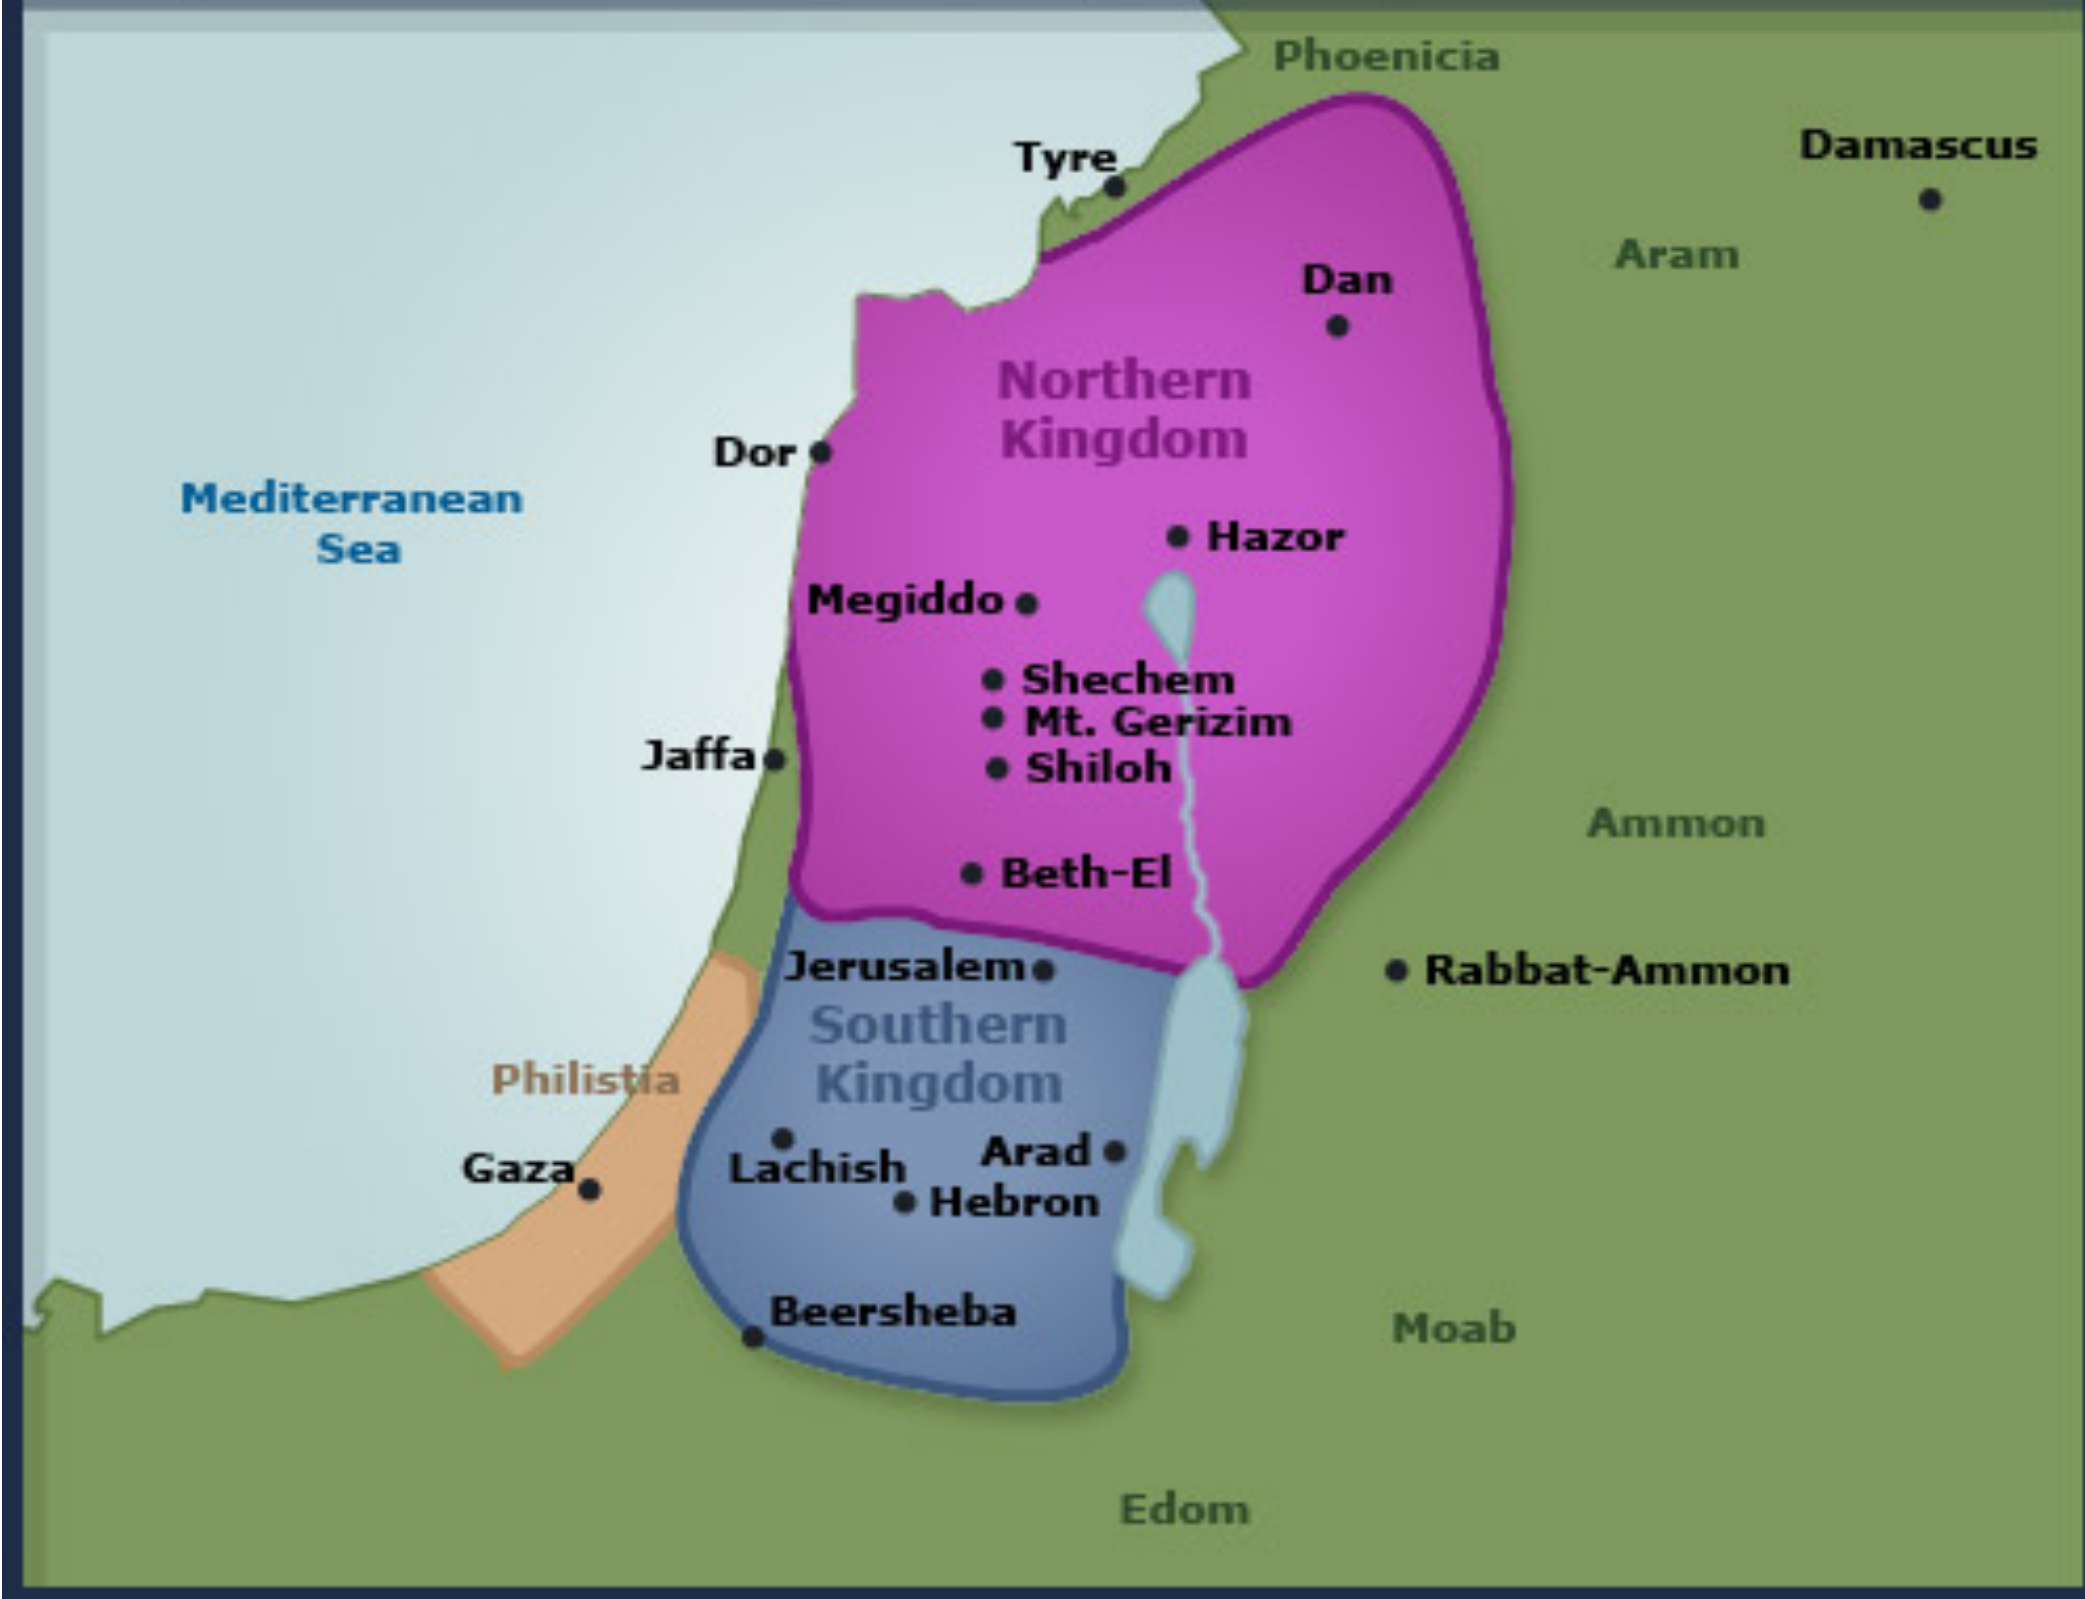 Phoenicia
Damascus
Tyre
Aram
Dan
Northern
Kingdom
Dor
Mediterranean
Sea
Hazor
Megiddo
Shechem
Mt. Gerizim
Jaffa
Shiloh
Ammon
Beth-El
Jerusalem
Rabbat-Ammon
Southern
Kingdom
Philistia
Arad
Gaza
Lachish
Hebron
Beersheba
Moab
Edom